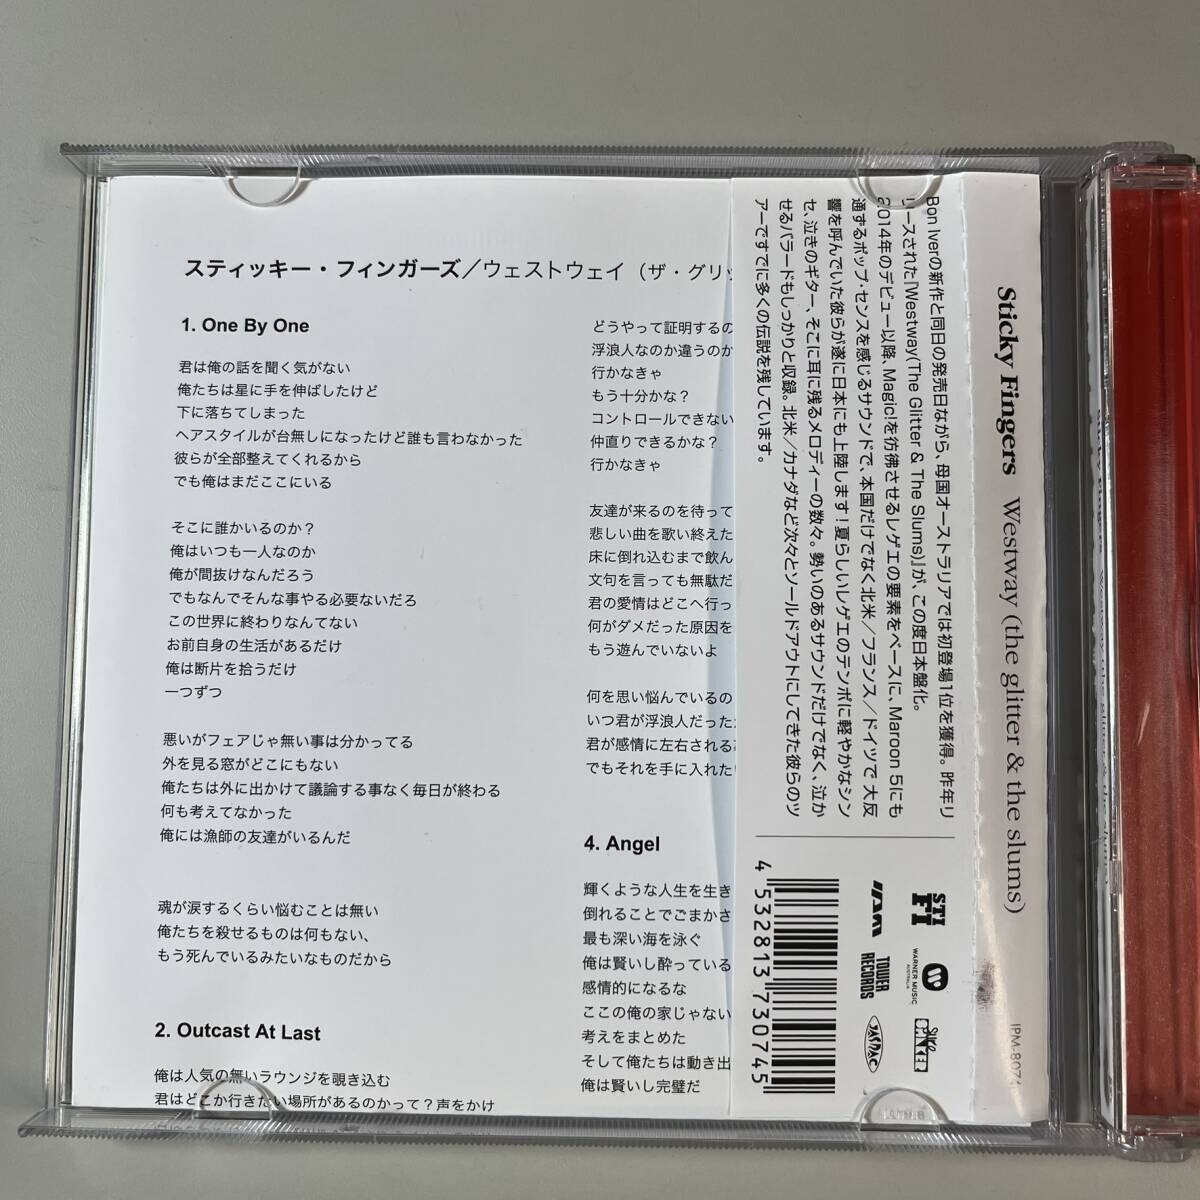 スティッキー・フィンガーズ／ウェストウェイ（ザ・グリッ
1. One By One
君は俺の話を聞く気がない
俺たちは星に手を伸ばしたけど
下に落ちてしまった
ヘアスタイルが台無しになったけど誰も言わなかった
彼らが全部整えてくれるから
でも俺はまだここにいる
そこに誰かいるのか？
俺はいつも一人なのか
俺が間抜けなんだろう
でもなんでそんな事やる必要ないだろ
この世界に終わりなんてない
お前自身の生活があるだけ
俺は断片を拾うだけ
一つずつ
悪いがフェアじゃ無い事は分かってる
外を見る窓がどこにもない
俺たちは外に出かけて議論する事なく毎日が終わる
何も考えてなかった
俺には漁師の友達がいるんだ
魂が涙するくらい悩むことは無い
俺たちを殺せるものは何もない、
もう死んでいるみたいなものだから
2. Outcast At Last
俺は人気の無いラウンジを覗き込む
君はどこか行きたい場所があるのかって？声をかけ
どうやって証明するの
浮浪人なのか違うのか
行かなきゃ
もう十分かな？
コントロールできない
仲直りできるかな？
行かなきゃ
友達が来るのを待って
悲しい曲を歌い終えた
床に倒れ込むまで飲ん
文句を言っても無駄だ
君の愛情はどこへ行っ
何がダメだった原因を
もう遊んでいないよ
何を思い悩んでいるの
いつ君が浮浪人だった
君が感情に左右される
でもそれを手に入れた
4. Angel
輝くような人生を生き
倒れることでごまかさ
最も深い海を泳ぐ
俺は賢いし酔っている
感情的になるな
ここの俺の家じゃない
考えをまとめた
そして俺たちは動き出
俺は賢いし完璧だ
Bon Iverの新作と同日の発売日ながら、母国オーストラリアでは初登場1位を獲得。昨年リ
リースされた『Westway(The Glitter & The Slums)』が、この度日本盤化。
2014年のデビュー以降、Magic!を彷彿させるレゲエの要素をベースに、Maroon 5にも
通ずるポップ・センスを感じるサウンドで、本国だけでなく北米／フランス／ドイツで 大反
響を呼んでいた彼らが遂に日本にも上陸します！夏らしいレゲエのテンポに軽やかなシン
セ、泣きのギター、そこに耳に残るメロディーの数々。勢いのあるサウンドだけでなく、泣か
せるバラードもしっかりと収録。北米／カナダなど次々とソールドアウトにしてきた彼らのツ
アーですでに多くの伝説を残しています。
4 532813 730745
STI
FI
WARNER MUSIC
AUSTRALIA
TOWER
RECORDS
JASRAC
Sticky Fingers Westway (the glitter & the slums)
IPM-8074